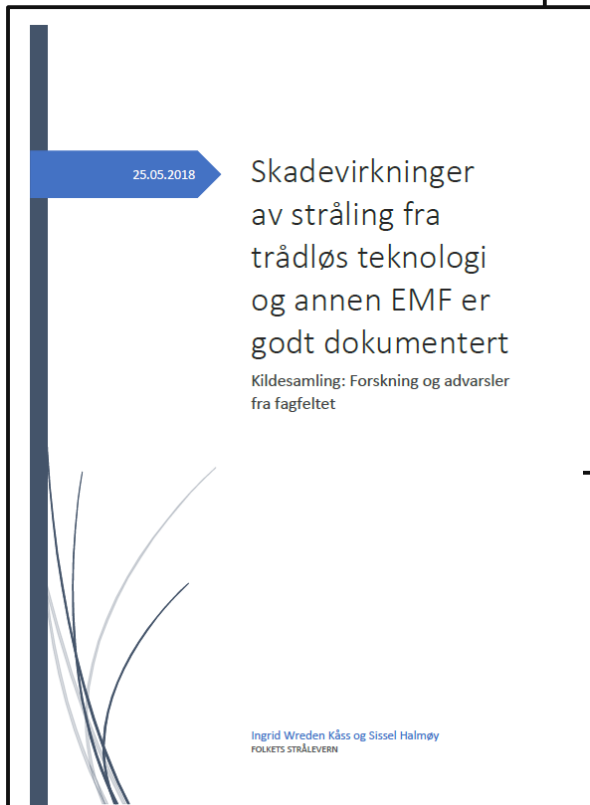 25.05.2018
Skadevirkninger
av stråling fra
trådløs teknologi
og annen EMF er
godt dokumentert
Kildesamling: Forskning og advarsler
fra fagfeltet
Ingrid Wreden Kåss og Sissel Halmøy
FOLKETS STRÅLEVERN